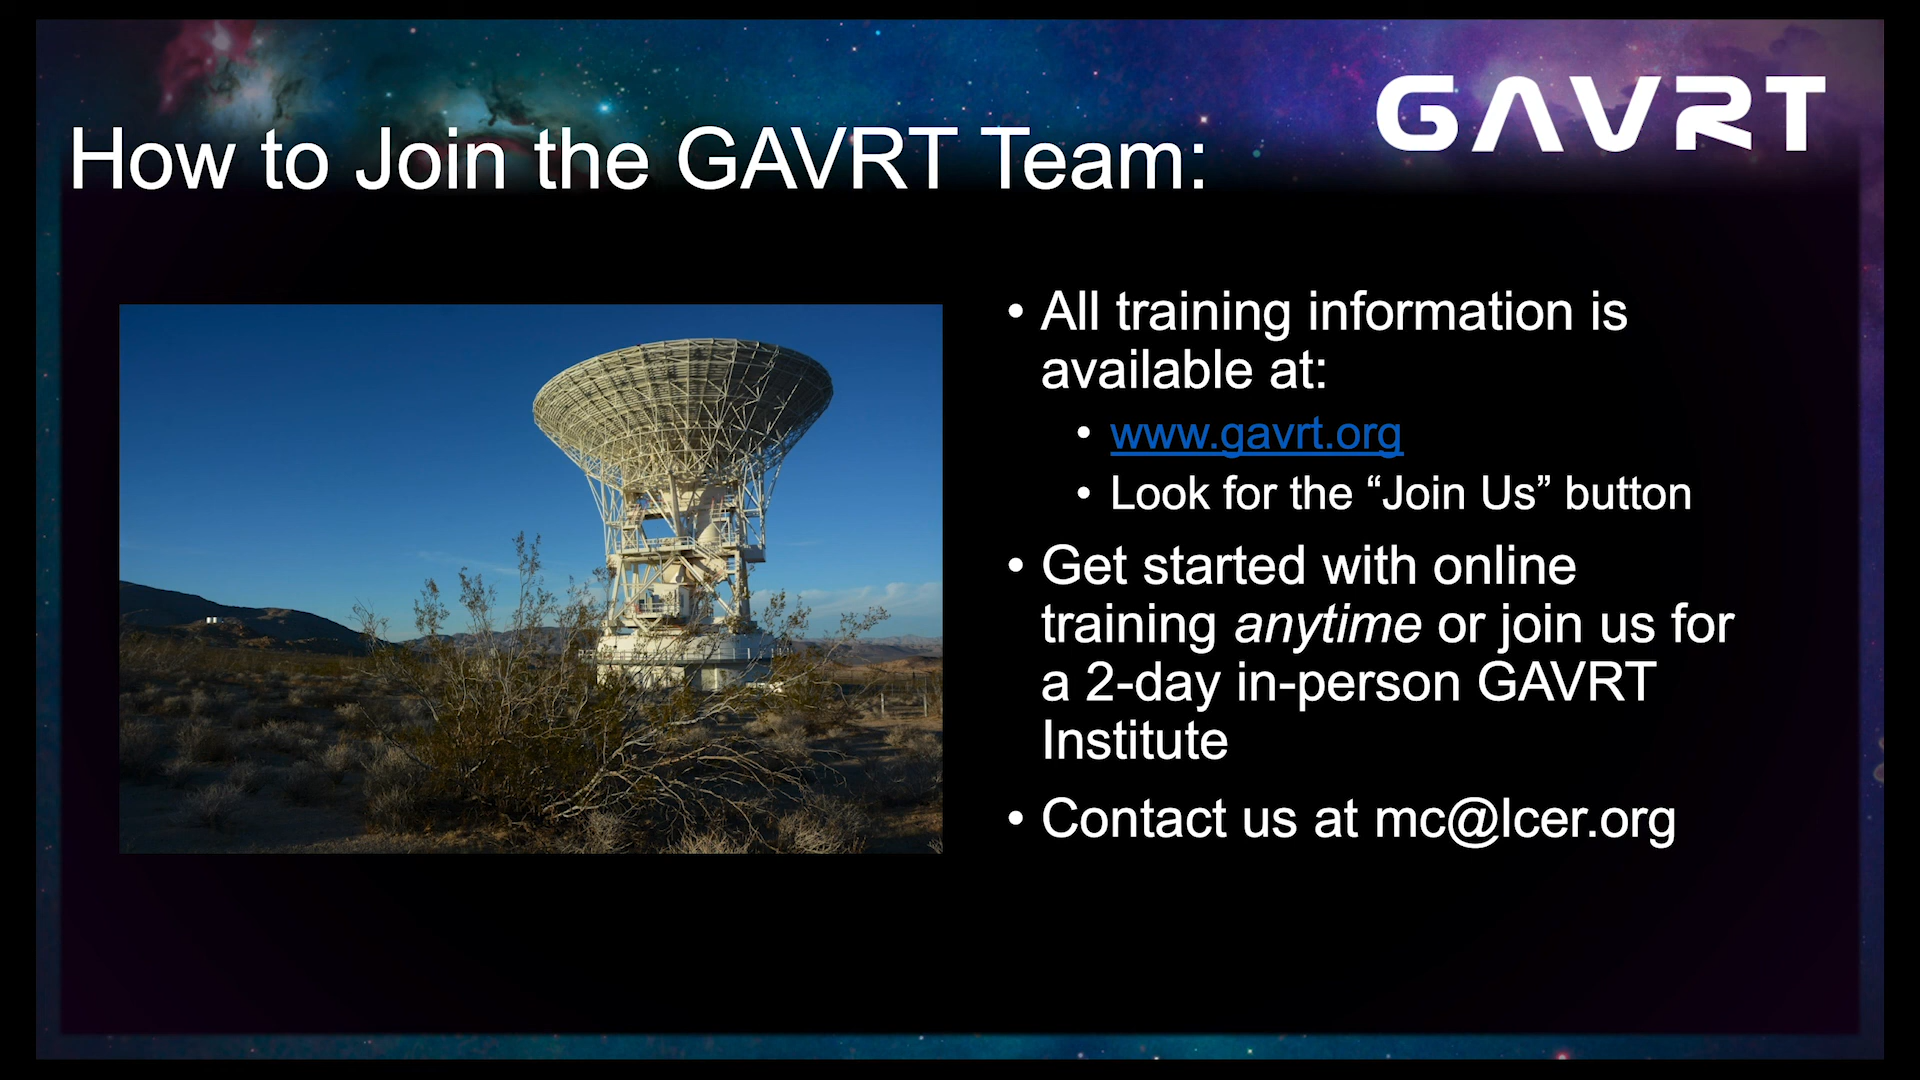 GAVRT
How to Join the GAVRT Team:
• All training information is
available at:
• www.gavrt.org
• Look for the “Join Us” button
• Get started with online
training anytime or join us for
a 2-day in-person GAVRT
Institute
• Contact us at mc@lcer.org